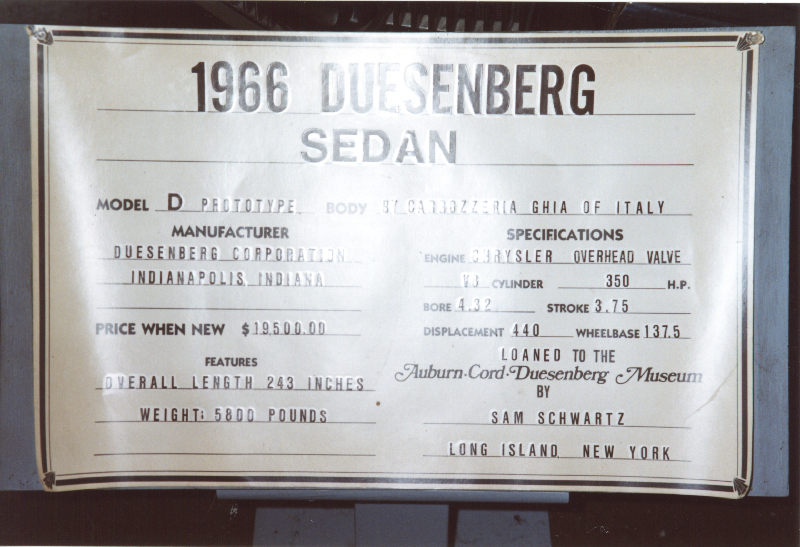 1966 DUESENBERG
SEDAN
MODEL D PROTOTYPE BODY BY CARROZZERIA GHIA OF ITALY
MANUFACTURER
DUESENBERG CORPORATION
INDIANAPOLIS, INDIANA
PRICE WHEN NEW $19,500.00
FEATURES
OVERALL LENGTH 243 INCHES
WEIGHT: 5800 POUNDS
SPECIFICATIONS
ENGINE CHRYSLER OVERHEAD VALVE
V8 CYLINDER 350 H.P.
BORE 4.32 STROKE 3.75
DISPLACEMENT 440 WHEELBASE 137.5
LOANED TO THE
Auburn·Cord·Duesenberg Museum
BY
SAM SCHWARTZ
LONG ISLAND, NEW YORK